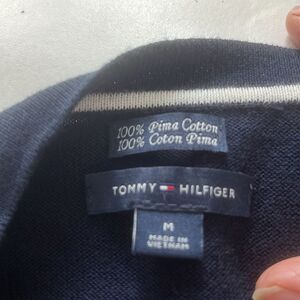 100% Pima Cotton
100% Coton Pima
TOMMY HILFIGER
M
MADE IN
VIETNAM